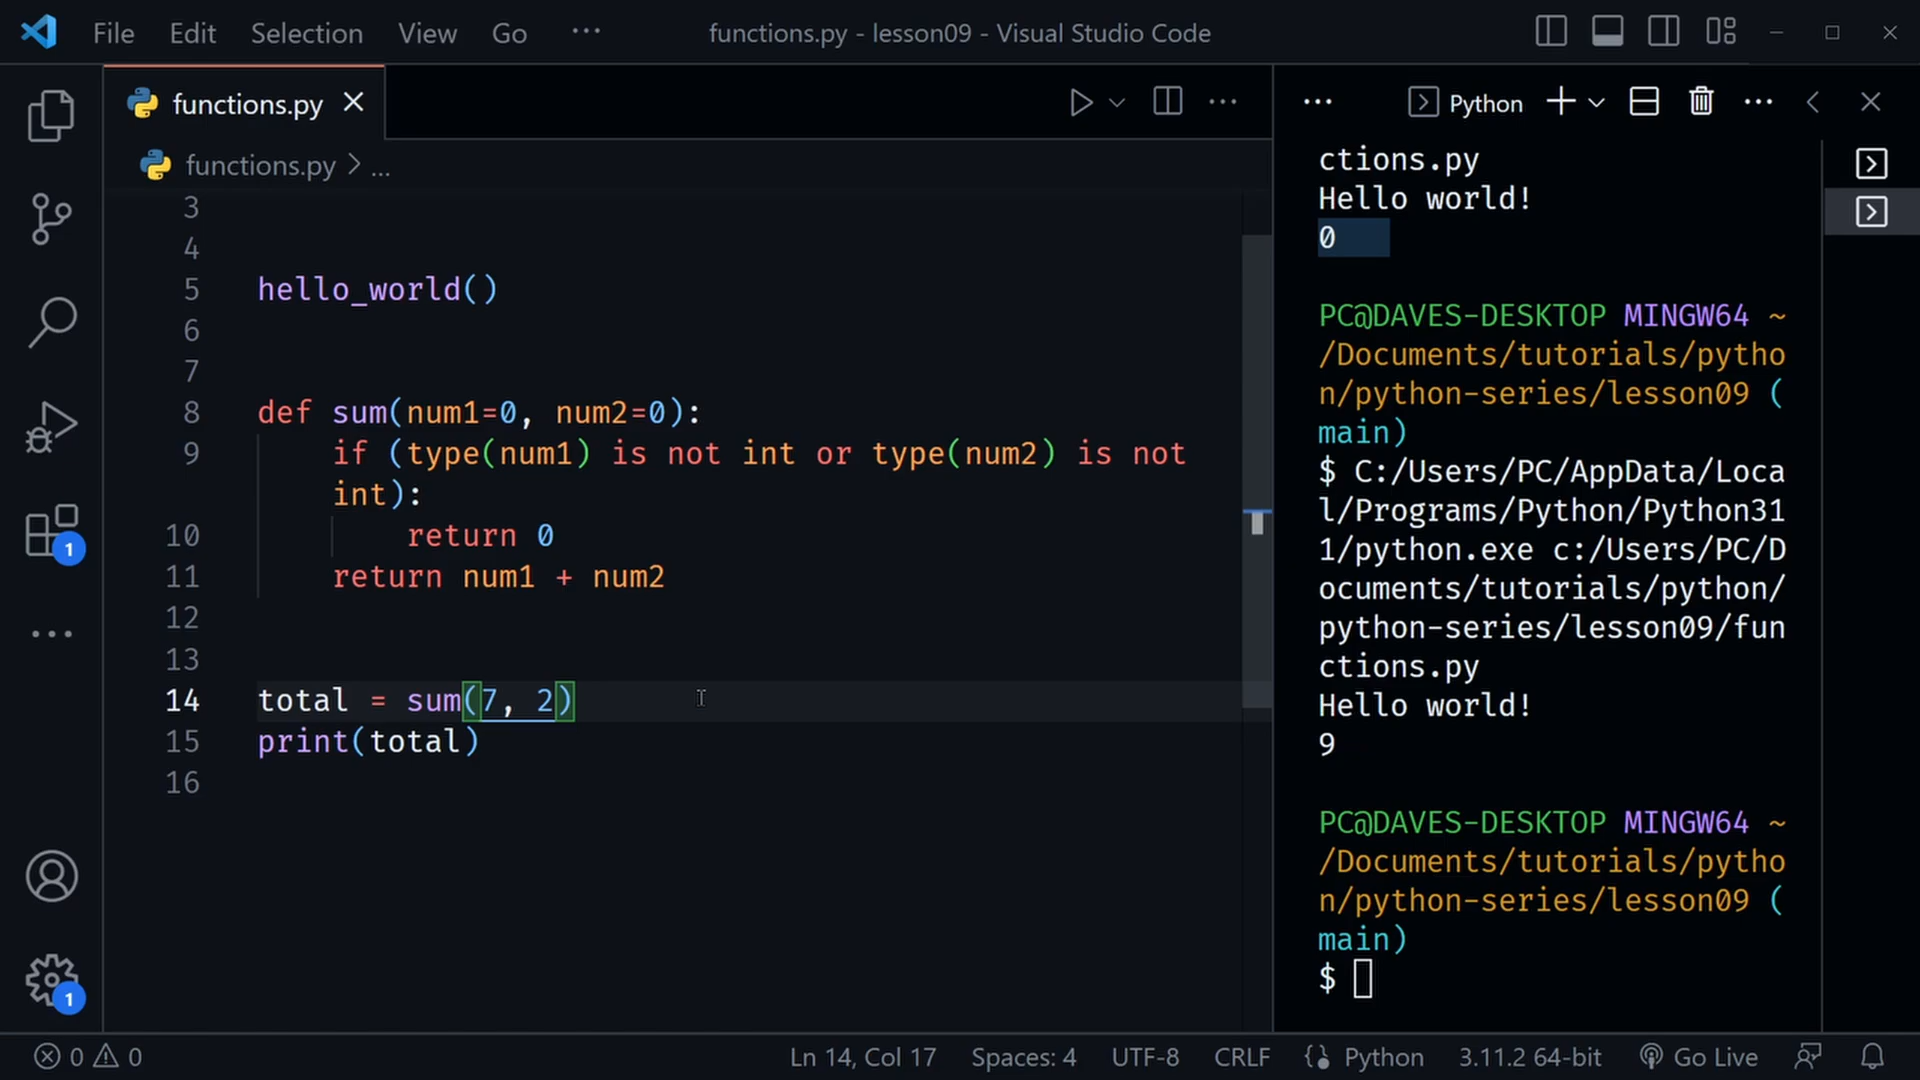 File Edit Selection View Go ... functions.py - lesson09 - Visual Studio Code
functions.py
functions.py > ...
3
4
5 hello_world()
6
7
8 def sum(num1=0, num2=0):
9 if (type(num1) is not int or type(num2) is not
int):
10 return 0
11 return num1 + num2
12
13
14 total = sum(7, 2)
15 print(total)
16
1
1
... Python ...
ctions.py
Hello world!
0
PC@DAVES-DESKTOP MINGW64 ~
/Documents/tutorials/pytho
n/python-series/lesson09 (
main)
$ C:/Users/PC/AppData/Loca
l/Programs/Python/Python31
1/python.exe c:/Users/PC/D
ocuments/tutorials/python/
python-series/lesson09/fun
ctions.py
Hello world!
9
PC@DAVES-DESKTOP MINGW64 ~
/Documents/tutorials/pytho
n/python-series/lesson09 (
main)
$
0 0 Ln 14, Col 17 Spaces: 4 UTF-8 CRLF Python 3.11.2 64-bit Go Live